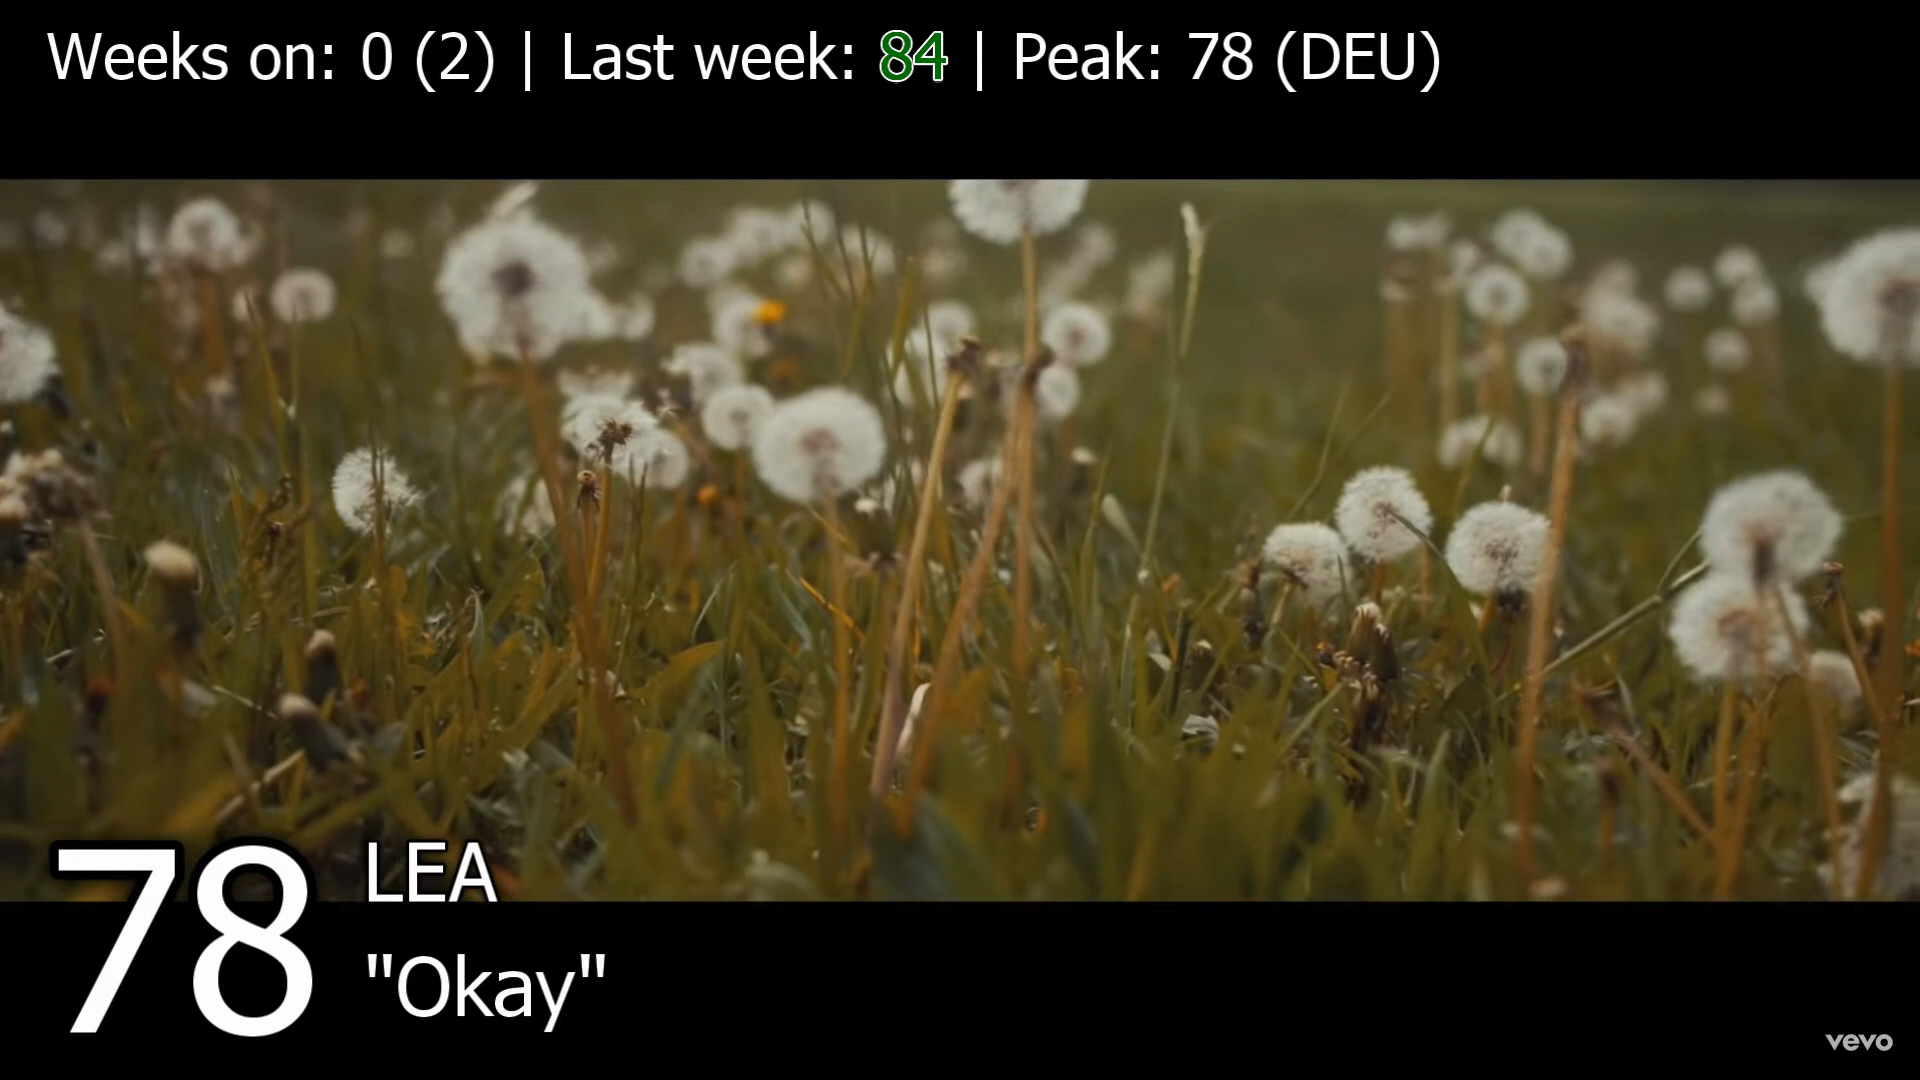 Weeks on: 0 (2) | Last week: 84 | Peak: 78 (DEU)
78
LEA
"Okay"
vevo